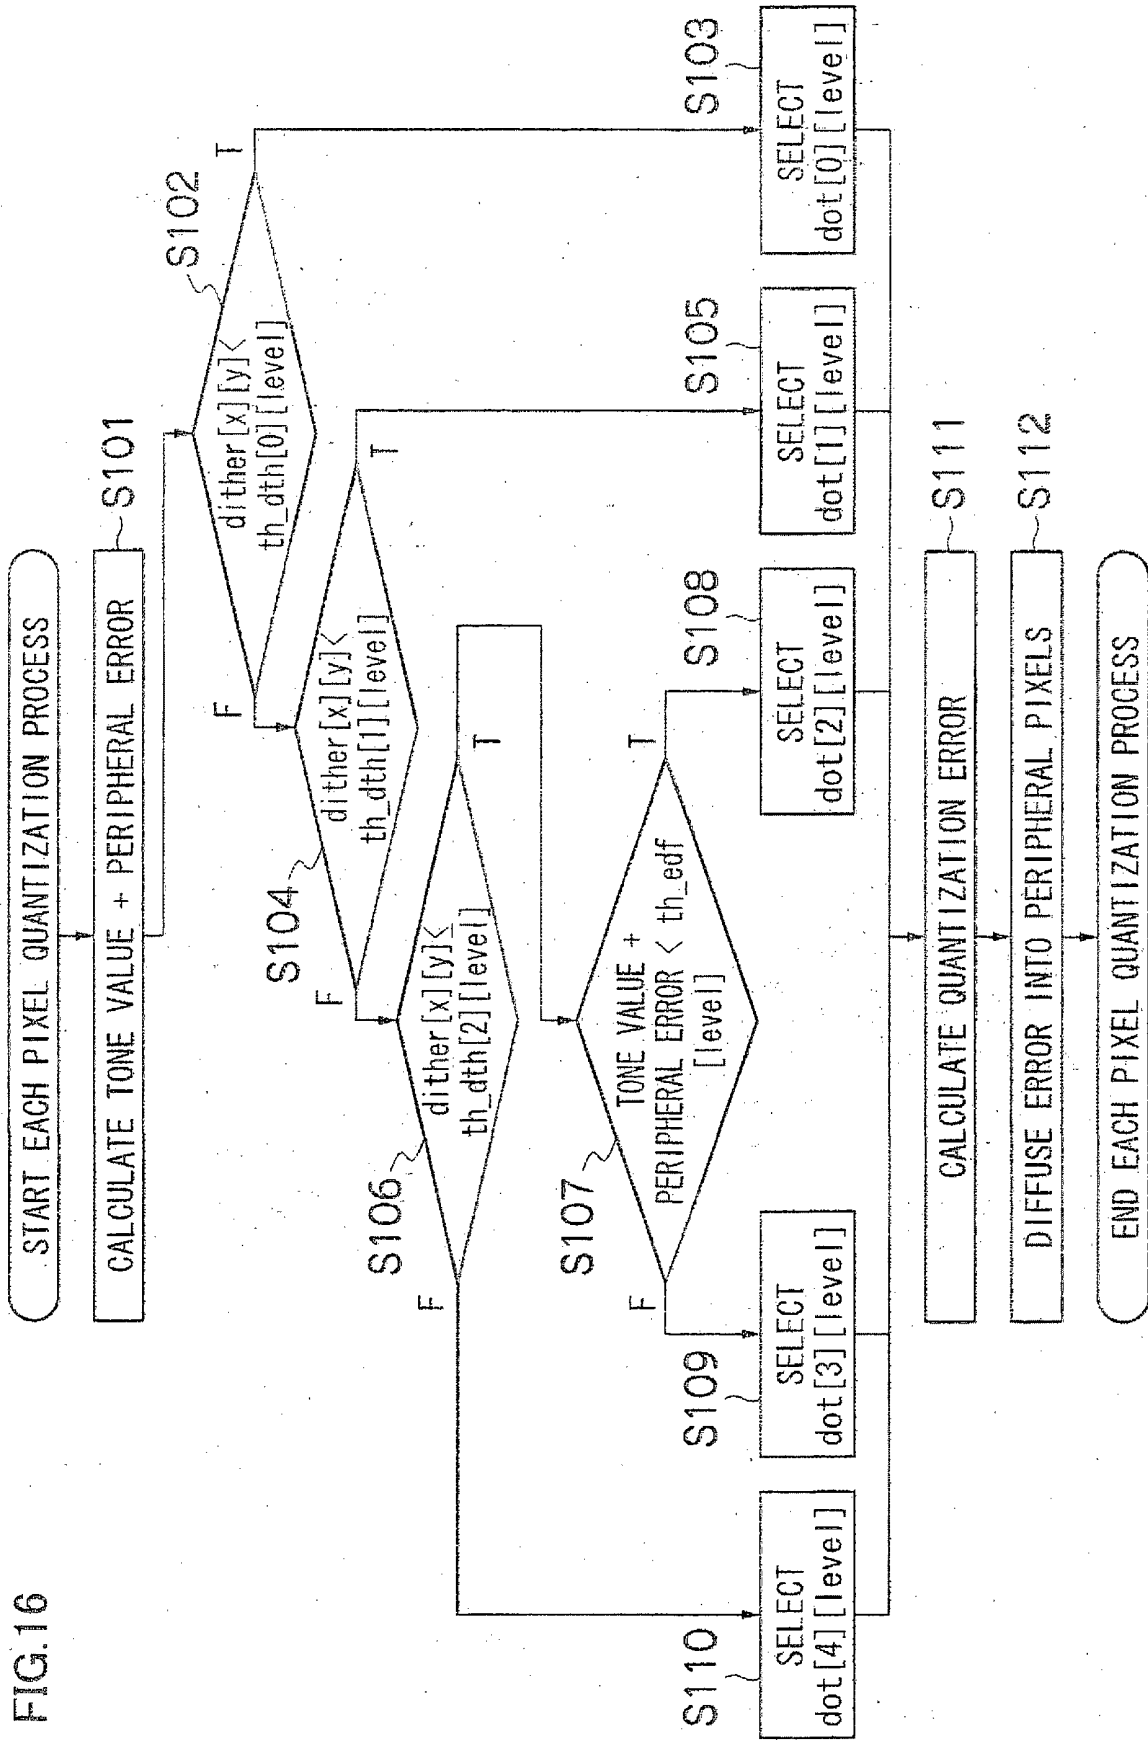 FIG.16
START EACH PIXEL QUANTIZATION PROCESS
CALCULATE TONE VALUE + PERIPHERAL ERROR
S101
dither[x][y]<
th_dth[0][level]
S102
F
T
dither[x][y]<
th_dth[1][level]
S104
F
T
dither[x][y]<
th_dth[2][level]
S106
F
T
TONE VALUE +
PERIPHERAL ERROR < th_edf
[level]
S107
F
T
S110
SELECT
dot[4][level]
S109
SELECT
dot[3][level]
S108
SELECT
dot[2][level]
S105
SELECT
dot[1][level]
S103
SELECT
dot[0][level]
CALCULATE QUANTIZATION ERROR
S111
DIFFUSE ERROR INTO PERIPHERAL PIXELS
S112
END EACH PIXEL QUANTIZATION PROCESS